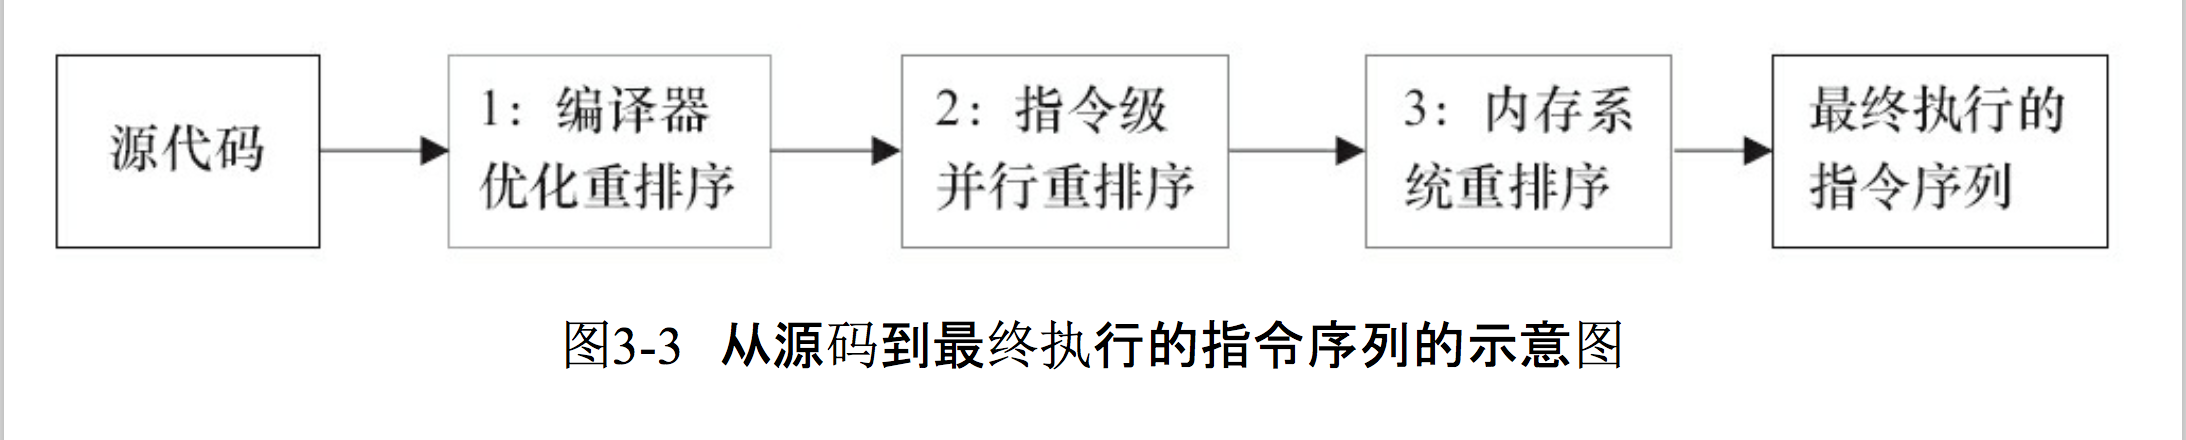 源代码
1：编译器
优化重排序
2：指令级
并行重排序
3：内存系
统重排序
最终执行的
指令序列
图3-3 从源码到最终执行的指令序列的示意图